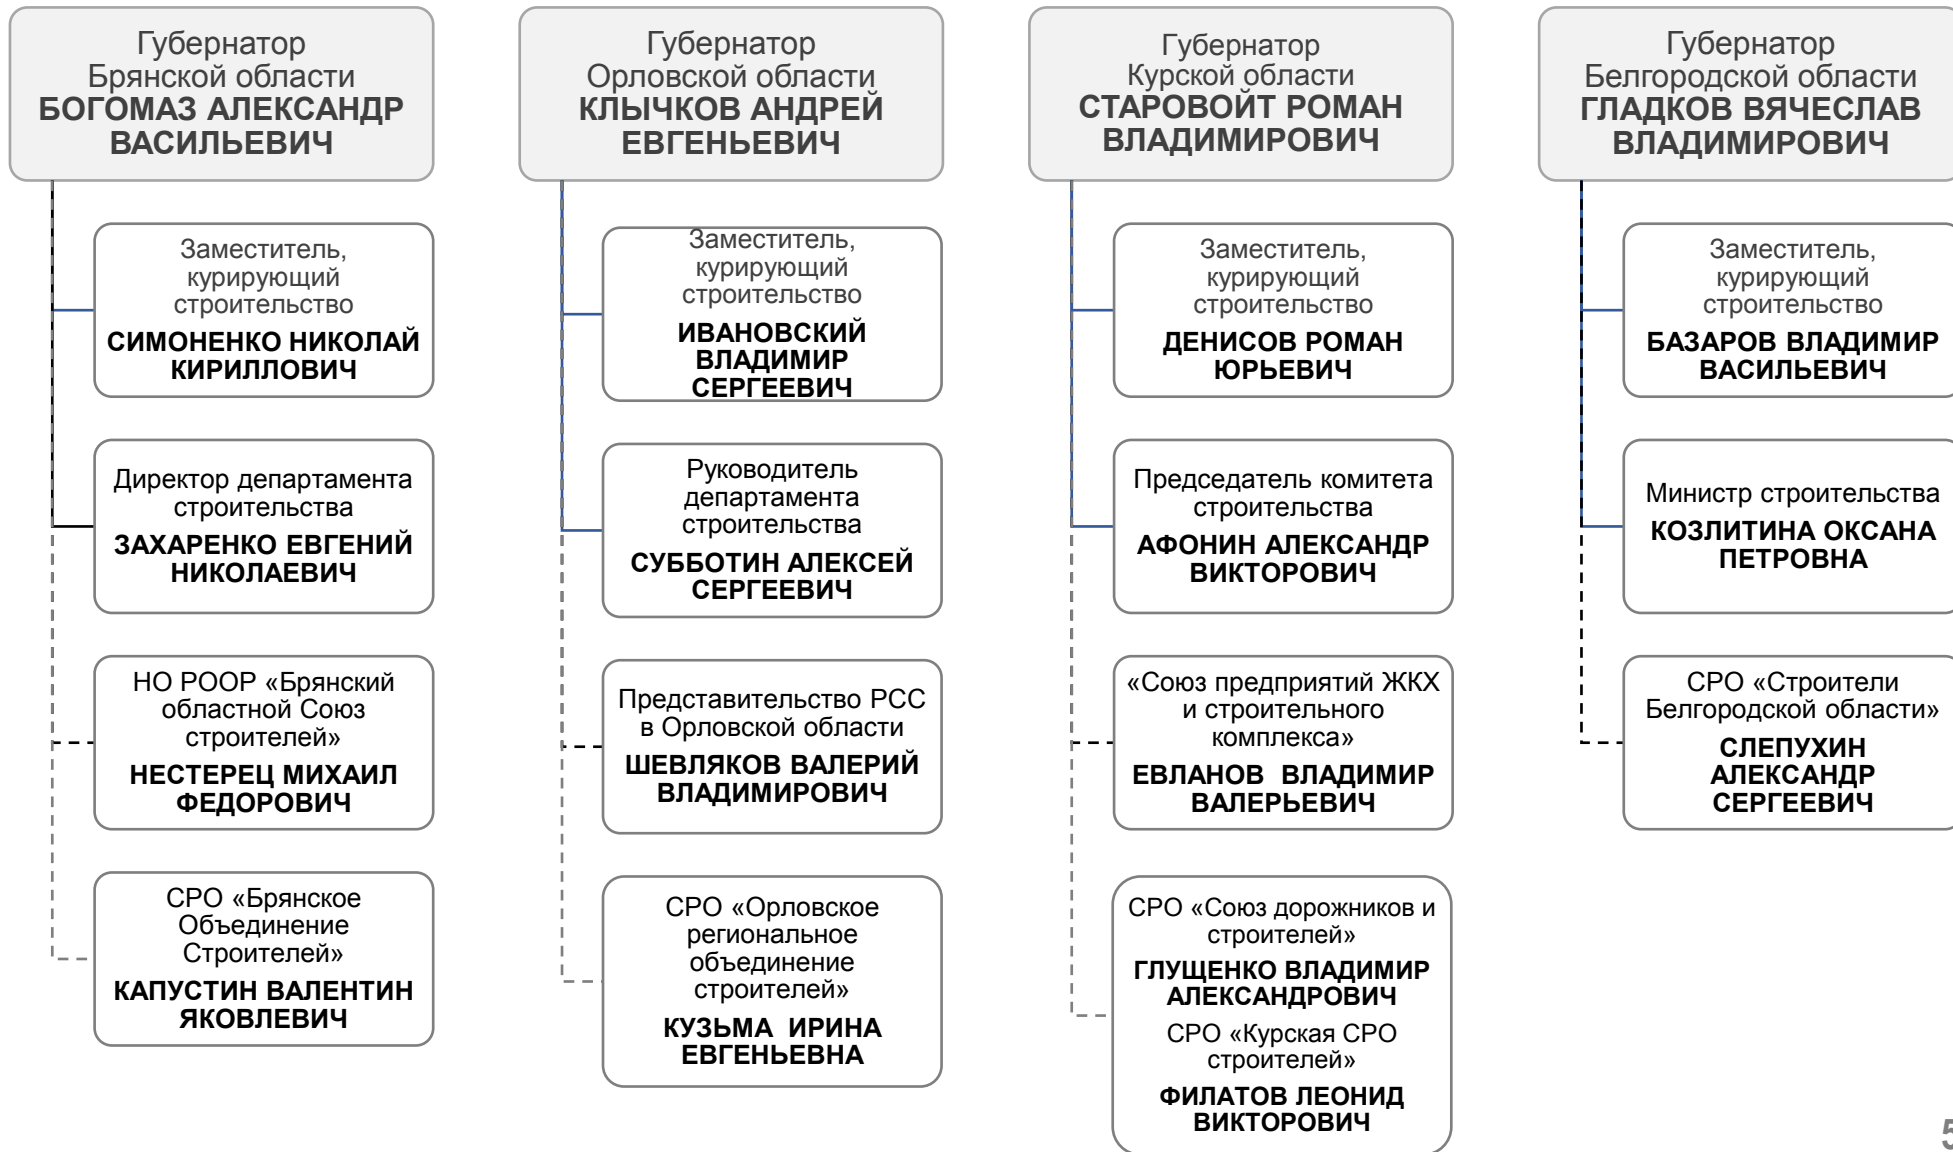 Губернатор
Брянской области
БОГОМАЗ АЛЕКСАНДР
ВАСИЛЬЕВИЧ
Заместитель,
курирующий
строительство
СИМОНЕНКО НИКОЛАЙ
КИРИЛЛОВИЧ
Директор департамента
строительства
ЗАХАРЕНКО ЕВГЕНИЙ
НИКОЛАЕВИЧ
НО РООР «Брянский
областной Союз
строителей»
НЕСТЕРЕЦ МИХАИЛ
ФЕДОРОВИЧ
СРО «Брянское
Объединение
Строителей»
КАПУСТИН ВАЛЕНТИН
ЯКОВЛЕВИЧ
Губернатор
Орловской области
КЛЫЧКОВ АНДРЕЙ
ЕВГЕНЬЕВИЧ
Заместитель,
курирующий
строительство
ИВАНОВСКИЙ
ВЛАДИМИР
СЕРГЕЕВИЧ
Руководитель
департамента
строительства
СУББОТИН АЛЕКСЕЙ
СЕРГЕЕВИЧ
Представительство РСС
в Орловской области
ШЕВЛЯКОВ ВАЛЕРИЙ
ВЛАДИМИРОВИЧ
СРО «Орловское
региональное
объединение
строителей»
КУЗЬМА  ИРИНА
ЕВГЕНЬЕВНА
Губернатор
Курской области
СТАРОВОЙТ РОМАН
ВЛАДИМИРОВИЧ
Заместитель,
курирующий
строительство
ДЕНИСОВ РОМАН
ЮРЬЕВИЧ
Председатель комитета
строительства
АФОНИН АЛЕКСАНДР
ВИКТОРОВИЧ
«Союз предприятий ЖКХ
и строительного
комплекса»
ЕВЛАНОВ  ВЛАДИМИР
ВАЛЕРЬЕВИЧ
СРО «Союз дорожников и
строителей»
ГЛУЩЕНКО ВЛАДИМИР
АЛЕКСАНДРОВИЧ
СРО «Курская СРО
строителей»
ФИЛАТОВ ЛЕОНИД
ВИКТОРОВИЧ
Губернатор
Белгородской области
ГЛАДКОВ ВЯЧЕСЛАВ
ВЛАДИМИРОВИЧ
Заместитель,
курирующий
строительство
БАЗАРОВ ВЛАДИМИР
ВАСИЛЬЕВИЧ
Министр строительства
КОЗЛИТИНА ОКСАНА
ПЕТРОВНА
СРО «Строители
Белгородской области»
СЛЕПУХИН
АЛЕКСАНДР
СЕРГЕЕВИЧ
5